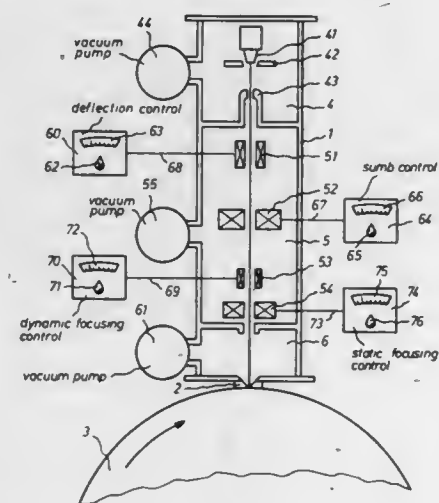 44
vacuum
pump
41
42
43
4
deflection control
63
60
62
68
1
51
sumb control
52
67
66
64
65
vacuum
pump
55
5
72
70
71
69
53
75
74
54
73
76
dynamic focusing
control
61
6
static focusing
control
vacuum pump
2
3